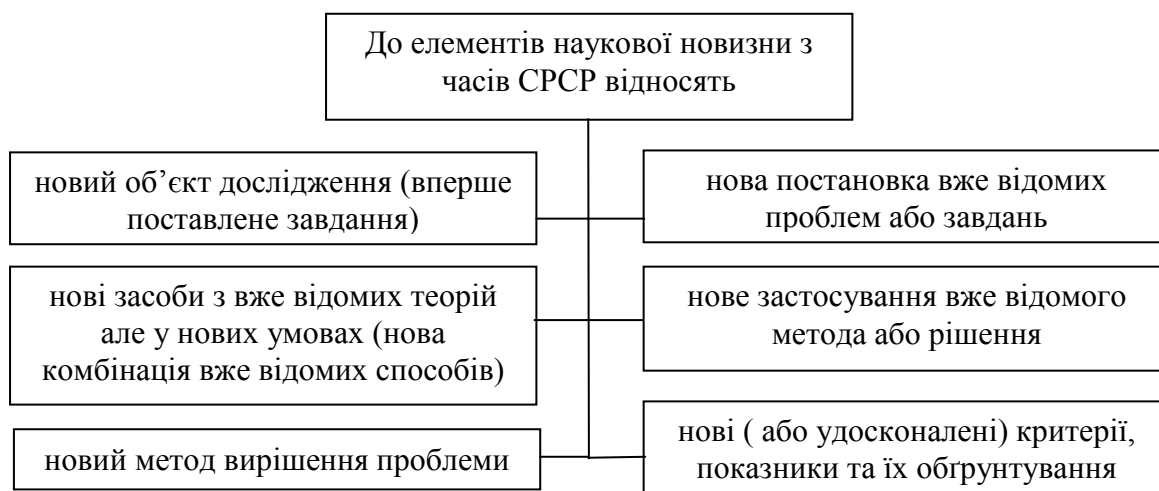 До елементів наукової новизни з
часів СРСР відносять
новий об’єкт дослідження (вперше
поставлене завдання)
нова постановка вже відомих
проблем або завдань
нові засоби з вже відомих теорій
але у нових умовах (нова
комбінація вже відомих способів)
нове застосування вже відомого
метода або рішення
новий метод вирішення проблеми
нові ( або удосконалені) критерії,
показники та їх обґрунтування